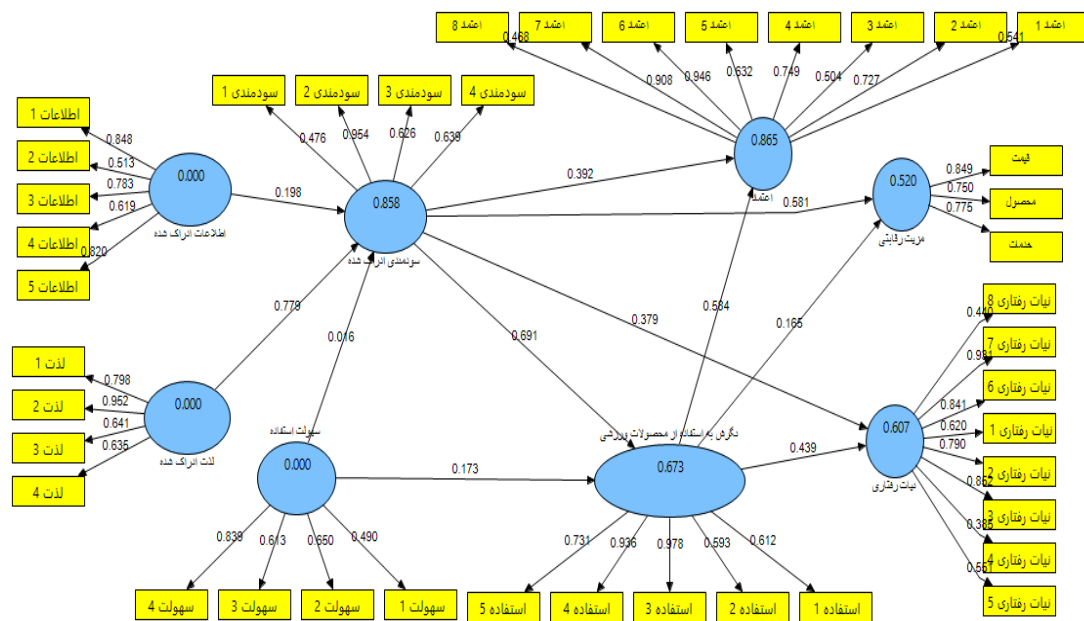 اعتماد 8
اعتماد 7
اعتماد 6
اعتماد 5
اعتماد 4
اعتماد 3
اعتماد 2
اعتماد 1
0.468
0.908
0.946
0.632
0.749
0.504
0.727
0.541
0.865
اعتماد
سودمندی 1
سودمندی 2
سودمندی 3
سودمندی 4
0.476
0.954
0.626
0.639
0.858
سودمندی ادراک شده
اطلاعات 1
اطلاعات 2
اطلاعات 3
اطلاعات 4
اطلاعات 5
0.848
0.513
0.783
0.619
0.820
0.000
اطلاعات ادراک شده
0.198
0.392
0.581
0.520
مزیت رقابتی
0.849
0.750
0.775
قیمت
محصول
خدمت
0.779
0.016
0.691
0.584
0.165
0.379
لذت 1
لذت 2
لذت 3
لذت 4
0.798
0.952
0.641
0.635
0.000
لذت ادراک شده
سهولت استفاده
0.000
0.173
0.839
0.613
0.650
0.490
سهولت 4
سهولت 3
سهولت 2
سهولت 1
نگرش به استفاده از محصولات ورزشی
0.673
0.439
0.731
0.936
0.978
0.593
0.612
استفاده 5
استفاده 4
استفاده 3
استفاده 2
استفاده 1
0.607
نیات رفتاری
0.440
0.841
0.620
0.790
0.852
0.385
0.551
نیات رفتاری 8
نیات رفتاری 7
نیات رفتاری 6
نیات رفتاری 1
نیات رفتاری 2
نیات رفتاری 3
نیات رفتاری 4
نیات رفتاری 5